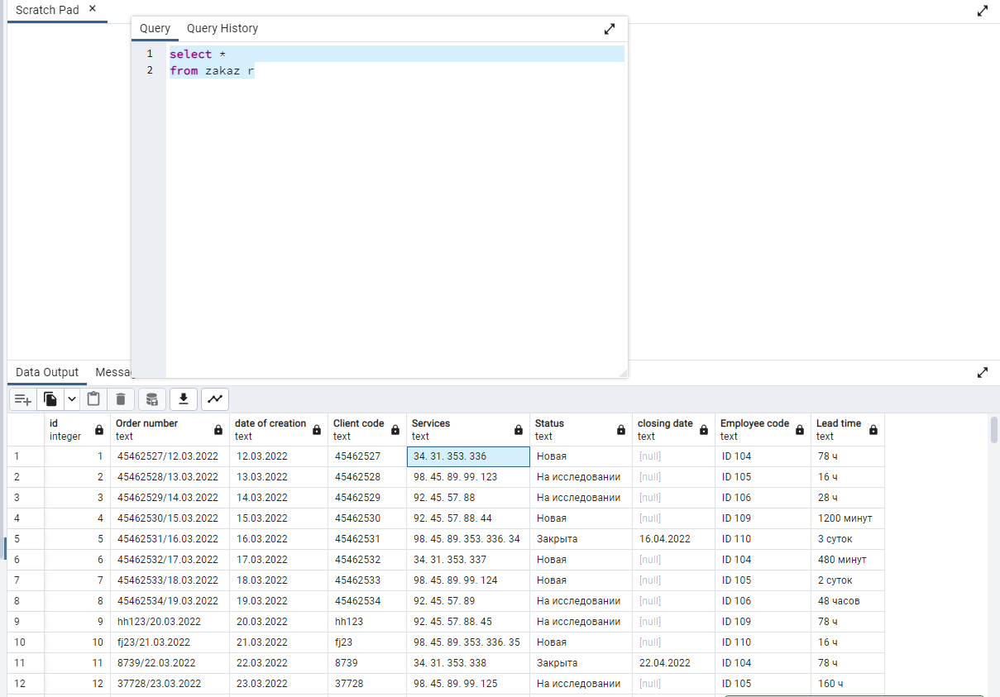 Scratch Pad ×
Query Query History
1 select *
2 from zakaz r
Data Output Messa
id integer Order number text date of creation text Client code text Services text Status text closing date text Employee code text Lead time text
1 1 45462527/12.03.2022 12.03.2022 45462527 34. 31. 353. 336 Новая [null] ID 104 78 ч
2 2 45462528/13.03.2022 13.03.2022 45462528 98. 45. 89. 99. 123 На исследовании [null] ID 105 16 ч
3 3 45462529/14.03.2022 14.03.2022 45462529 92. 45. 57. 88 На исследовании [null] ID 106 28 ч
4 4 45462530/15.03.2022 15.03.2022 45462530 92. 45. 57. 88. 44 Новая [null] ID 109 1200 минут
5 5 45462531/16.03.2022 16.03.2022 45462531 98. 45. 89. 353. 336. 34 Закрыта 16.04.2022 ID 110 3 суток
6 6 45462532/17.03.2022 17.03.2022 45462532 34. 31. 353. 337 Новая [null] ID 104 480 минут
7 7 45462533/18.03.2022 18.03.2022 45462533 98. 45. 89. 99. 124 Новая [null] ID 105 2 суток
8 8 45462534/19.03.2022 19.03.2022 45462534 92. 45. 57. 89 На исследовании [null] ID 106 48 часов
9 9 hh123/20.03.2022 20.03.2022 hh123 92. 45. 57. 88. 45 На исследовании [null] ID 109 78 ч
10 10 fj23/21.03.2022 21.03.2022 fj23 98. 45. 89. 353. 336. 35 Новая [null] ID 110 16 ч
11 11 8739/22.03.2022 22.03.2022 8739 34. 31. 353. 338 Закрыта 22.04.2022 ID 104 78 ч
12 12 37728/23.03.2022 23.03.2022 37728 98. 45. 89. 99. 125 На исследовании [null] ID 105 160 ч